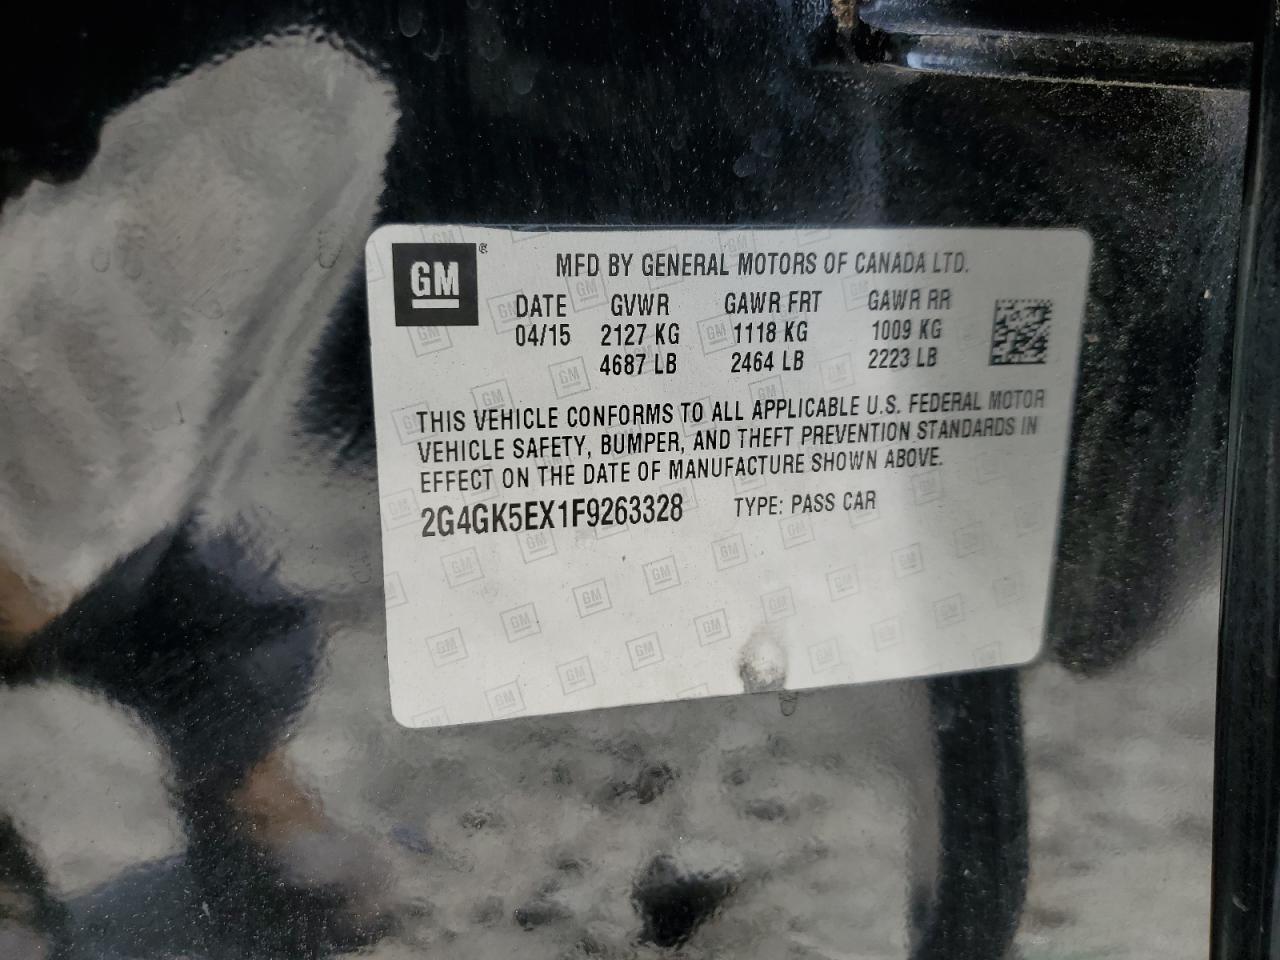 GM ® MFD BY GENERAL MOTORS OF CANADA LTD.
DATE GVWR GAWR FRT GAWR RR
04/15 2127 KG 1118 KG 1009 KG
4687 LB 2464 LB 2223 LB
THIS VEHICLE CONFORMS TO ALL APPLICABLE U.S. FEDERAL MOTOR
VEHICLE SAFETY, BUMPER, AND THEFT PREVENTION STANDARDS IN
EFFECT ON THE DATE OF MANUFACTURE SHOWN ABOVE.
2G4GK5EX1F9263328 TYPE: PASS CAR